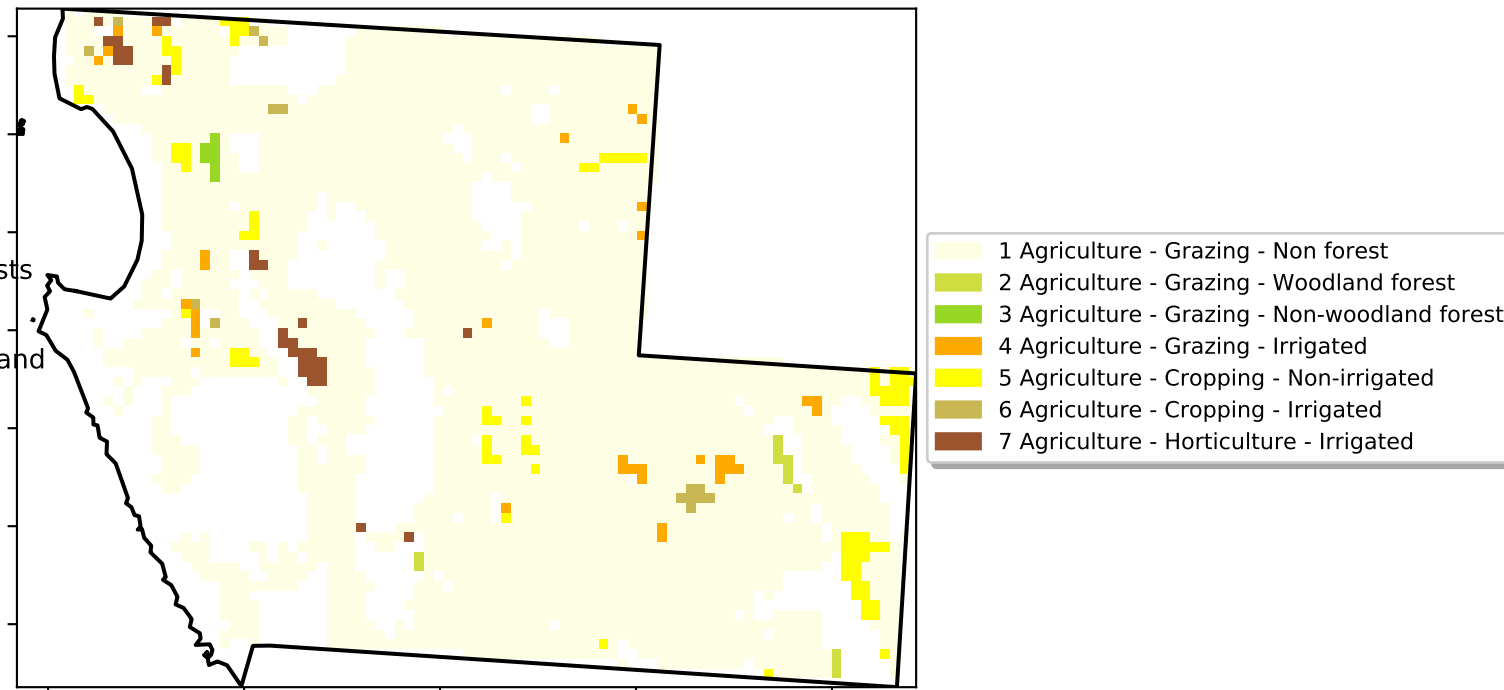 sts
and
1 Agriculture - Grazing - Non forest
2 Agriculture - Grazing - Woodland forest
3 Agriculture - Grazing - Non-woodland forest
4 Agriculture - Grazing - Irrigated
5 Agriculture - Cropping - Non-irrigated
6 Agriculture - Cropping - Irrigated
7 Agriculture - Horticulture - Irrigated